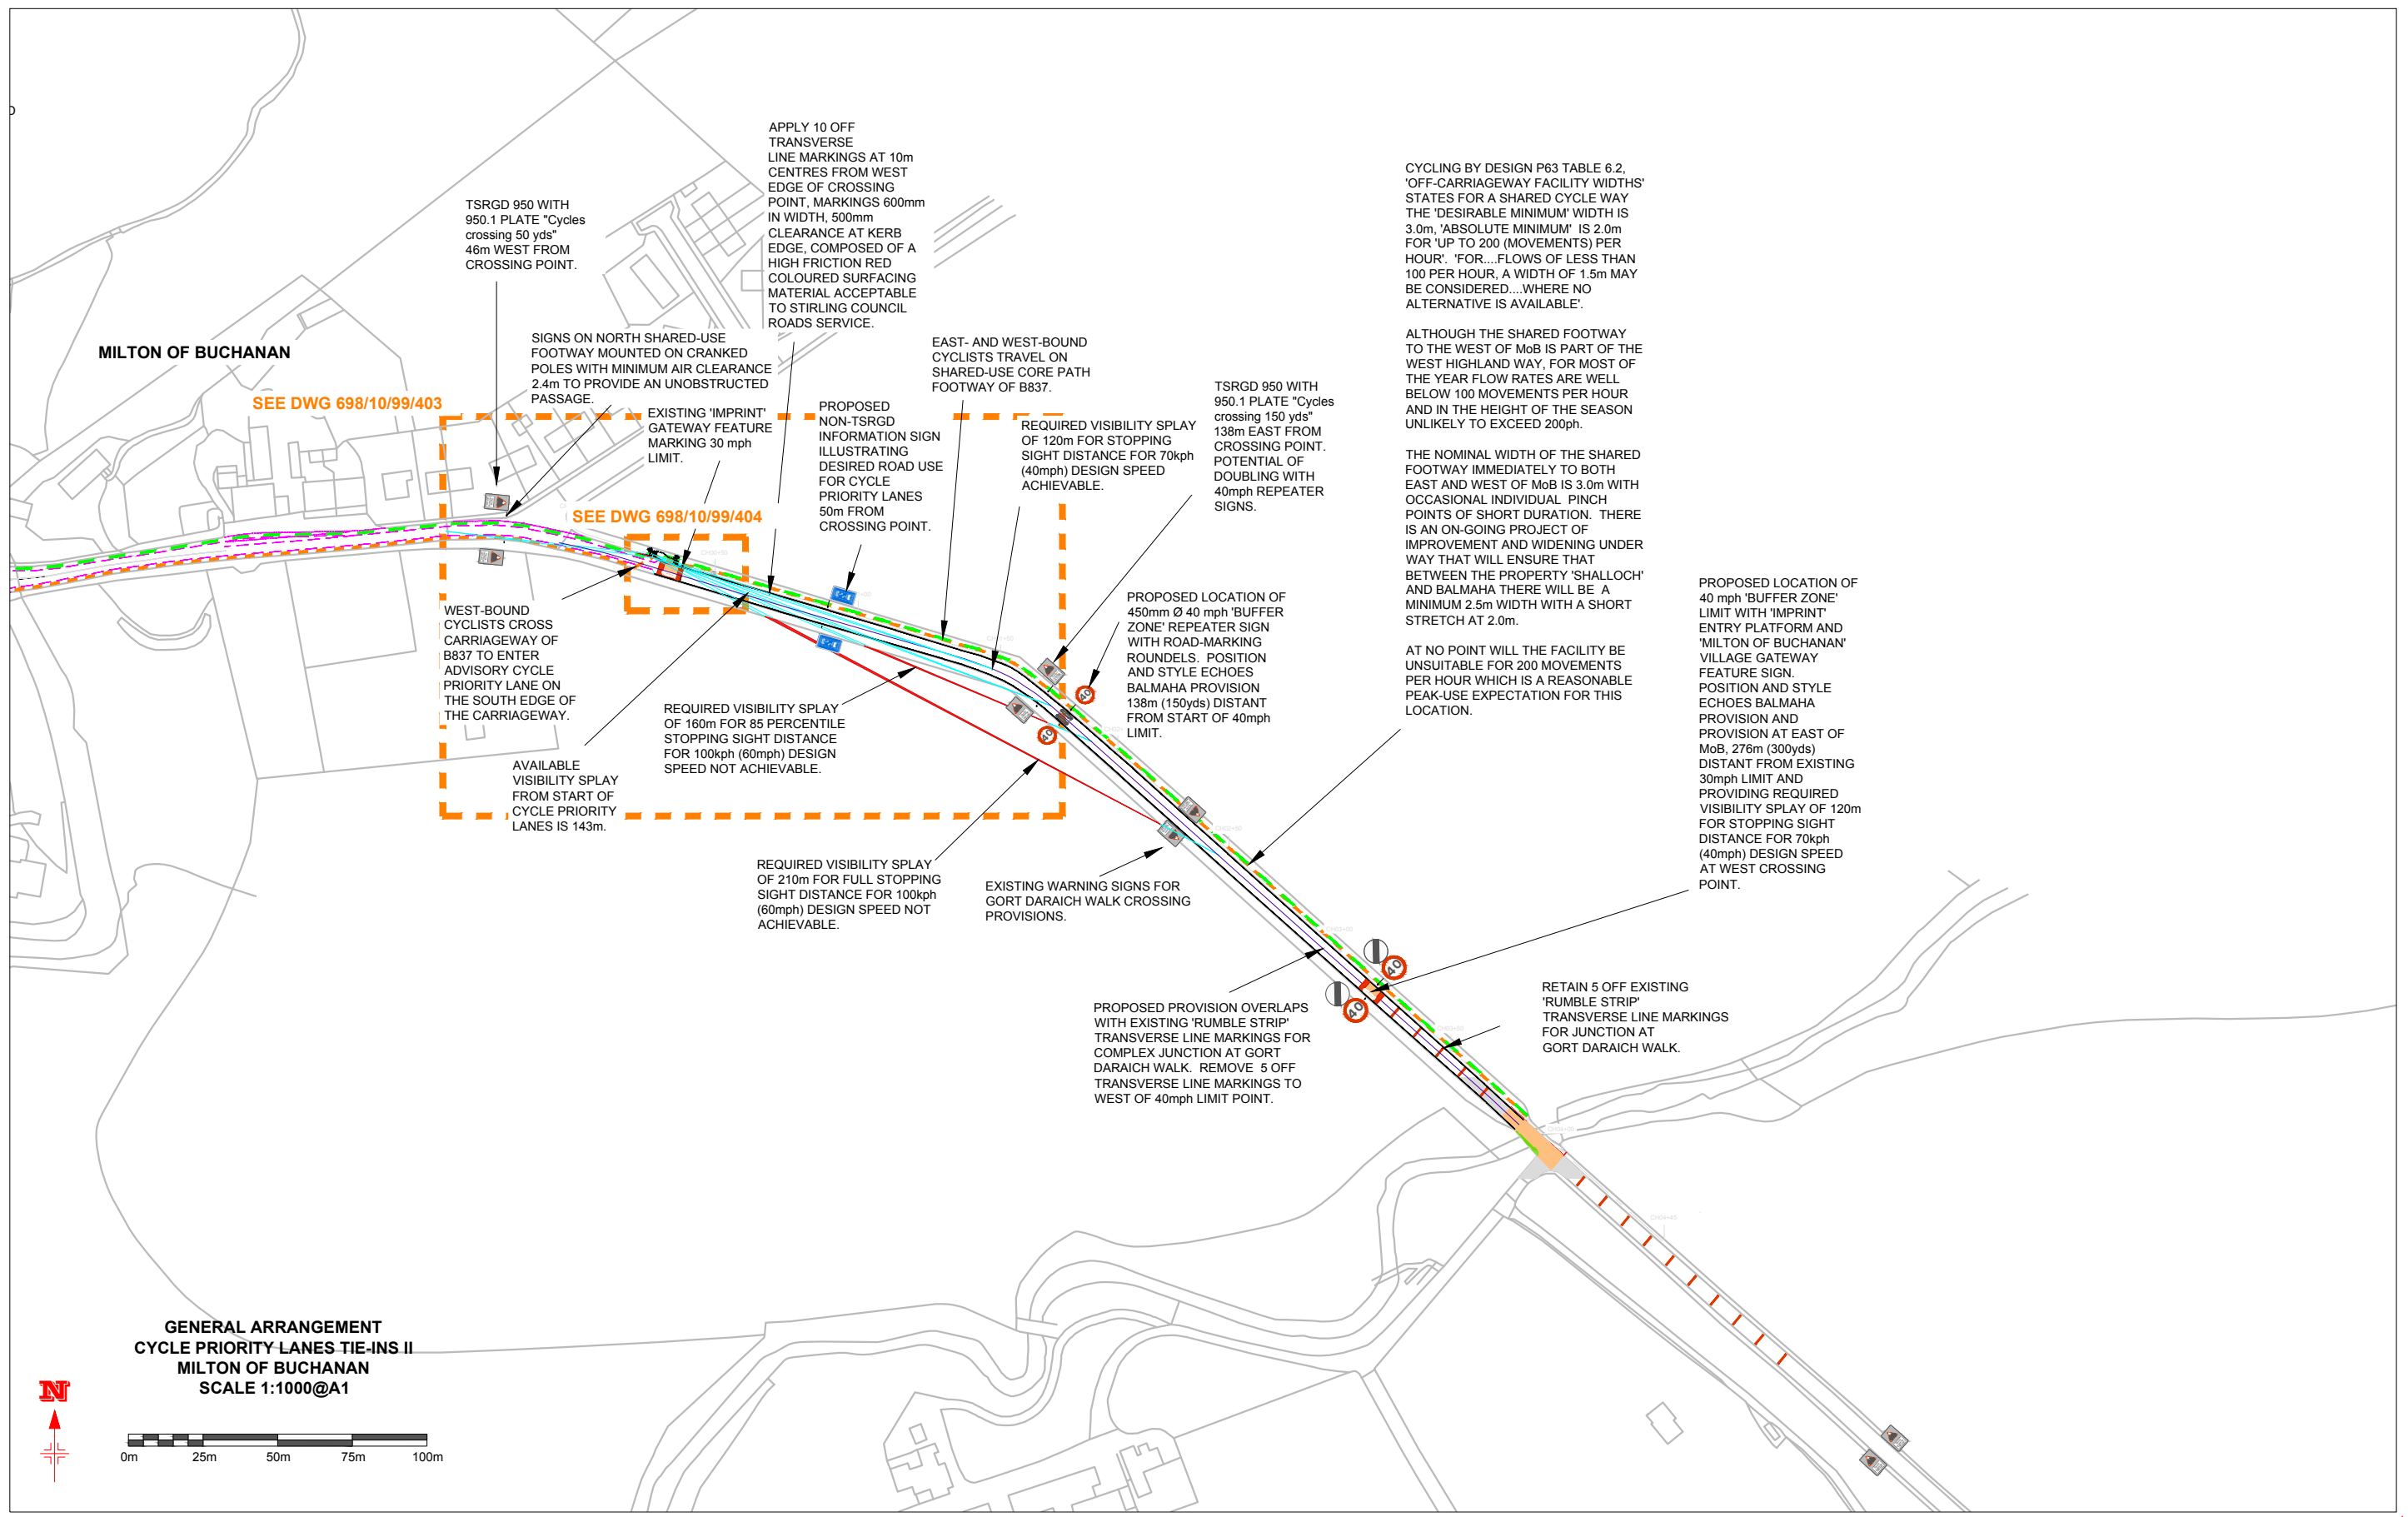 APPLY 10 OFF
TRANSVERSE
LINE MARKINGS AT 10m
CENTRES FROM WEST
EDGE OF CROSSING
POINT, MARKINGS 600mm
IN WIDTH, 500mm
CLEARANCE AT KERB
EDGE, COMPOSED OF A
HIGH FRICTION RED
COLOURED SURFACING
MATERIAL ACCEPTABLE
TO STIRLING COUNCIL
ROADS SERVICE.
CYCLING BY DESIGN P63 TABLE 6.2,
'OFF-CARRIAGEWAY FACILITY WIDTHS'
STATES FOR A SHARED CYCLE WAY
THE 'DESIRABLE MINIMUM' WIDTH IS
3.0m, 'ABSOLUTE MINIMUM' IS 2.0m
FOR 'UP TO 200 (MOVEMENTS) PER
HOUR'. 'FOR....FLOWS OF LESS THAN
100 PER HOUR, A WIDTH OF 1.5m MAY
BE CONSIDERED....WHERE NO
ALTERNATIVE IS AVAILABLE'.
ALTHOUGH THE SHARED FOOTWAY
TO THE WEST OF MoB IS PART OF THE
WEST HIGHLAND WAY, FOR MOST OF
THE YEAR FLOW RATES ARE WELL
BELOW 100 MOVEMENTS PER HOUR
AND IN THE HEIGHT OF THE SEASON
UNLIKELY TO EXCEED 200ph.
THE NOMINAL WIDTH OF THE SHARED
FOOTWAY IMMEDIATELY TO BOTH
EAST AND WEST OF MoB IS 3.0m WITH
OCCASIONAL INDIVIDUAL PINCH
POINTS OF SHORT DURATION. THERE
IS AN ON-GOING PROJECT OF
IMPROVEMENT AND WIDENING UNDER
WAY THAT WILL ENSURE THAT
BETWEEN THE PROPERTY 'SHALLOCH'
AND BALMAHA THERE WILL BE A
MINIMUM 2.5m WIDTH WITH A SHORT
STRETCH AT 2.0m.
AT NO POINT WILL THE FACILITY BE
UNSUITABLE FOR 200 MOVEMENTS
PER HOUR WHICH IS A REASONABLE
PEAK-USE EXPECTATION FOR THIS
LOCATION.
TSRGD 950 WITH
950.1 PLATE "Cycles
crossing 50 yds"
46m WEST FROM
CROSSING POINT.
MILTON OF BUCHANAN
SIGNS ON NORTH SHARED-USE
FOOTWAY MOUNTED ON CRANKED
POLES WITH MINIMUM AIR CLEARANCE
2.4m TO PROVIDE AN UNOBSTRUCTED
PASSAGE.
EAST- AND WEST-BOUND
CYCLISTS TRAVEL ON
SHARED-USE CORE PATH
FOOTWAY OF B837.
TSRGD 950 WITH
950.1 PLATE "Cycles
crossing 150 yds"
138m EAST FROM
CROSSING POINT.
POTENTIAL OF
DOUBLING WITH
40mph REPEATER
SIGNS.
SEE DWG 698/10/99/403
EXISTING 'IMPRINT'
GATEWAY FEATURE
MARKING 30 mph
LIMIT.
PROPOSED
NON-TSRGD
INFORMATION SIGN
ILLUSTRATING
DESIRED ROAD USE
FOR CYCLE
PRIORITY LANES
50m FROM
CROSSING POINT.
REQUIRED VISIBILITY SPLAY
OF 120m FOR STOPPING
SIGHT DISTANCE FOR 70kph
(40mph) DESIGN SPEED
ACHIEVABLE.
SEE DWG 698/10/99/404
PROPOSED LOCATION OF
40 mph 'BUFFER ZONE'
LIMIT WITH 'IMPRINT'
ENTRY PLATFORM AND
'MILTON OF BUCHANAN'
VILLAGE GATEWAY
FEATURE SIGN.
POSITION AND STYLE
ECHOES BALMAHA
PROVISION AND
PROVISION AT EAST OF
MoB, 276m (300yds)
DISTANT FROM EXISTING
30mph LIMIT AND
PROVIDING REQUIRED
VISIBILITY SPLAY OF 120m
FOR STOPPING SIGHT
DISTANCE FOR 70kph
(40mph) DESIGN SPEED
AT WEST CROSSING
POINT.
PROPOSED LOCATION OF
450mm Ø 40 mph 'BUFFER
ZONE' REPEATER SIGN
WITH ROAD-MARKING
ROUNDELS. POSITION
AND STYLE ECHOES
BALMAHA PROVISION
138m (150yds) DISTANT
FROM START OF 40mph
LIMIT.
WEST-BOUND
CYCLISTS CROSS
CARRIAGEWAY OF
B837 TO ENTER
ADVISORY CYCLE
PRIORITY LANE ON
THE SOUTH EDGE OF
THE CARRIAGEWAY.
REQUIRED VISIBILITY SPLAY
OF 160m FOR 85 PERCENTILE
STOPPING SIGHT DISTANCE
FOR 100kph (60mph) DESIGN
SPEED NOT ACHIEVABLE.
40
40
AVAILABLE
VISIBILITY SPLAY
FROM START OF
CYCLE PRIORITY
LANES IS 143m.
REQUIRED VISIBILITY SPLAY
OF 210m FOR FULL STOPPING
SIGHT DISTANCE FOR 100kph
(60mph) DESIGN SPEED NOT
ACHIEVABLE.
EXISTING WARNING SIGNS FOR
GORT DARAICH WALK CROSSING
PROVISIONS.
40
40
PROPOSED PROVISION OVERLAPS
WITH EXISTING 'RUMBLE STRIP'
TRANSVERSE LINE MARKINGS FOR
COMPLEX JUNCTION AT GORT
DARAICH WALK. REMOVE 5 OFF
TRANSVERSE LINE MARKINGS TO
WEST OF 40mph LIMIT POINT.
RETAIN 5 OFF EXISTING
'RUMBLE STRIP'
TRANSVERSE LINE MARKINGS
FOR JUNCTION AT
GORT DARAICH WALK.
GENERAL ARRANGEMENT
CYCLE PRIORITY LANES TIE-INS II
MILTON OF BUCHANAN
SCALE 1:1000@A1
N
0m 25m 50m 75m 100m